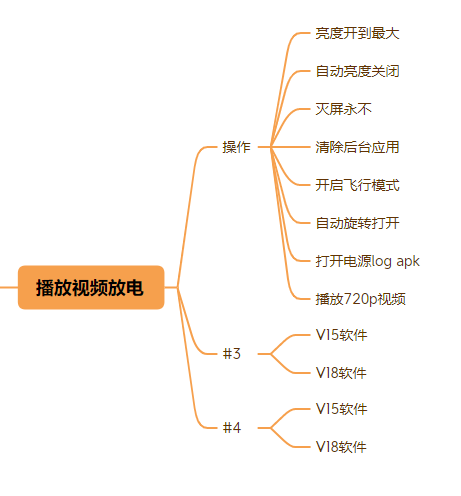 播放视频放电
操作
亮度开到最大
自动亮度关闭
灭屏永不
清除后台应用
开启飞行模式
自动旋转打开
打开电源log apk
播放720p视频
#3
V15软件
V18软件
#4
V15软件
V18软件